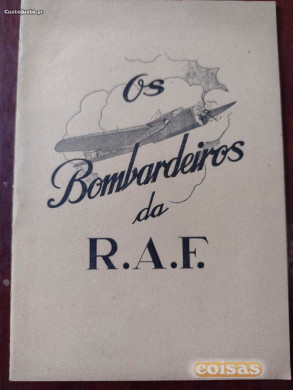 CustoJusto.pt
Os
Bombardeiros
da
R.A.F.
coisas